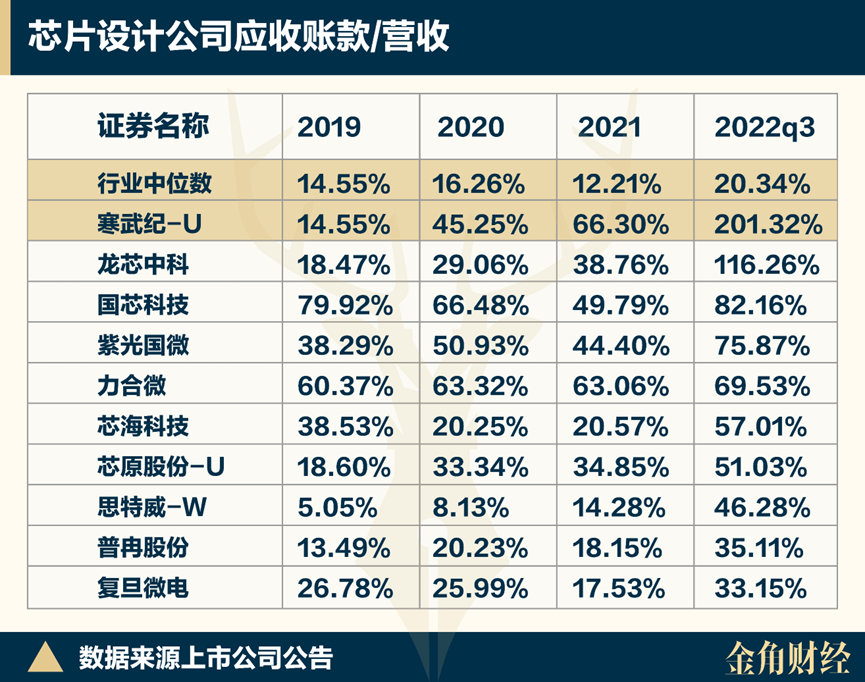 芯片设计公司应收账款/营收
证券名称 2019 2020 2021 2022q3
行业中位数 14.55% 16.26% 12.21% 20.34%
寒武纪-U 14.55% 45.25% 66.30% 201.32%
龙芯中科 18.47% 29.06% 38.76% 116.26%
国芯科技 79.92% 66.48% 49.79% 82.16%
紫光国微 38.29% 50.93% 44.40% 75.87%
力合微 60.37% 63.32% 63.06% 69.53%
芯海科技 38.53% 20.25% 20.57% 57.01%
芯原股份-U 18.60% 33.34% 34.85% 51.03%
思特威-W 5.05% 8.13% 14.28% 46.28%
普冉股份 13.49% 20.23% 18.15% 35.11%
复旦微电 26.78% 25.99% 17.53% 33.15%
数据来源上市公司公告
金角财经